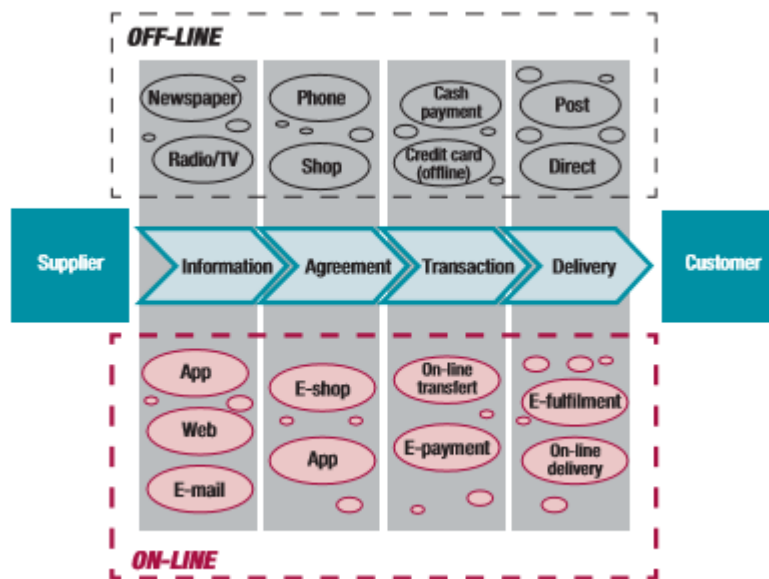 OFF-LINE
Newspaper
Phone
Cash
payment
Post
Radio/TV
Shop
Credit card
(offline)
Direct
Supplier
Information
Agreement
Transaction
Delivery
Customer
App
E-shop
On-line
transfert
E-fulfilment
Web
App
E-payment
On-line
delivery
E-mail
ON-LINE